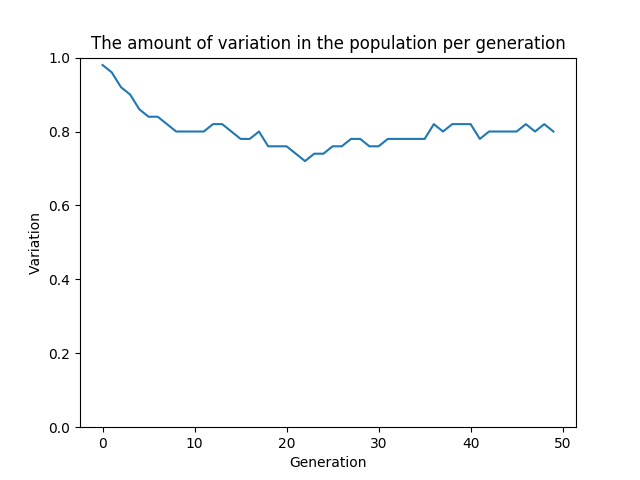 The amount of variation in the population per generation
1.0
0.8
0.6
0.4
0.2
0.0
Variation
0 10 20 30 40 50
Generation